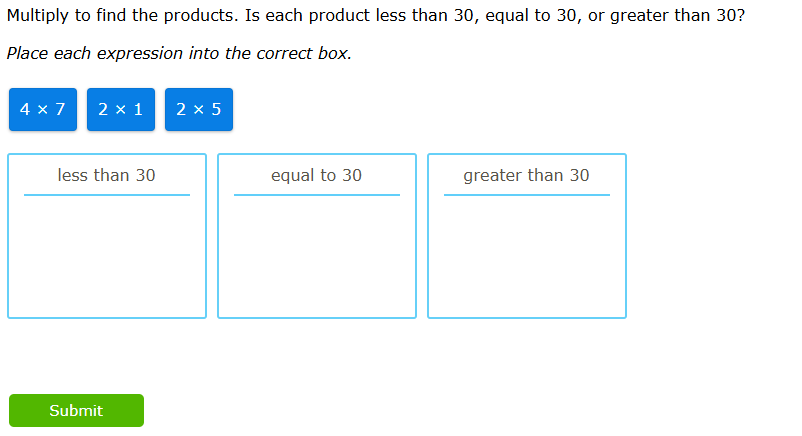 Multiply to find the products. Is each product less than 30, equal to 30, or greater than 30?
Place each expression into the correct box.
4 × 7 2 × 1 2 × 5
less than 30 equal to 30 greater than 30
Submit